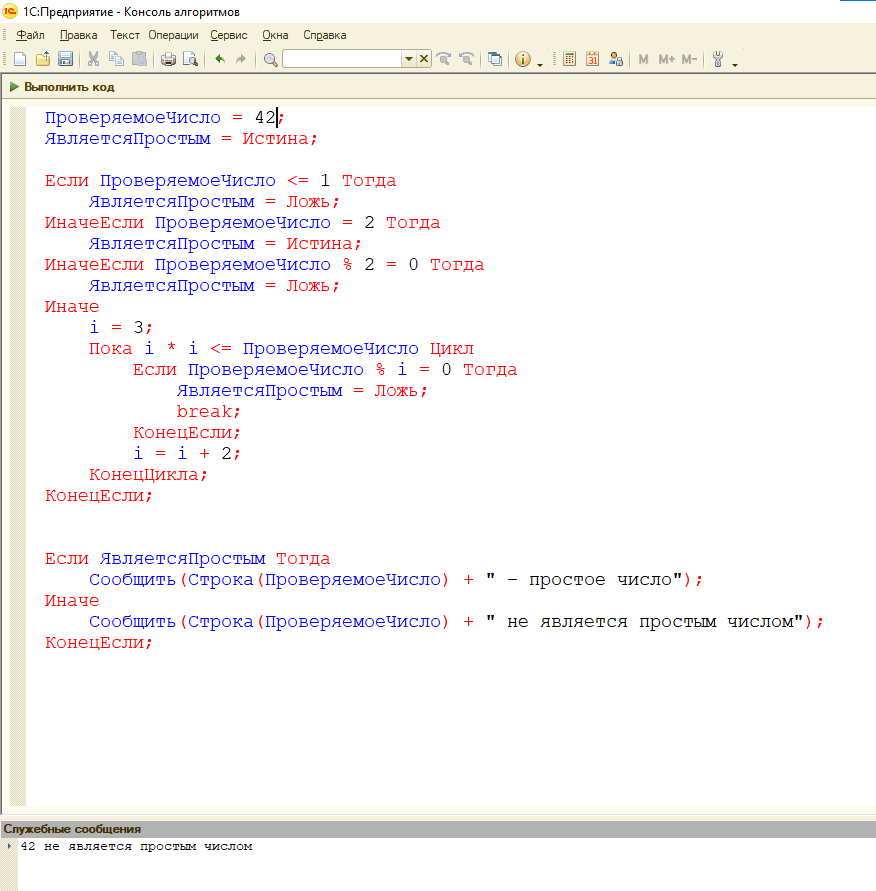 1С:Предприятие - Консоль алгоритмов
Файл Правка Текст Операции Сервис Окна Справка
M M+ M-
Выполнить код
ПроверяемоеЧисло = 42;
ЯвляетсяПростым = Истина;
Если ПроверяемоеЧисло <= 1 Тогда
ЯвляетсяПростым = Ложь;
ИначеЕсли ПроверяемоеЧисло = 2 Тогда
ЯвляетсяПростым = Истина;
ИначеЕсли ПроверяемоеЧисло % 2 = 0 Тогда
ЯвляетсяПростым = Ложь;
Иначе
i = 3;
Пока i * i <= ПроверяемоеЧисло Цикл
Если ПроверяемоеЧисло % i = 0 Тогда
ЯвляетсяПростым = Ложь;
break;
КонецЕсли;
i = i + 2;
КонецЦикла;
КонецЕсли;
Если ЯвляетсяПростым Тогда
Сообщить(Строка(ПроверяемоеЧисло) + " - простое число");
Иначе
Сообщить(Строка(ПроверяемоеЧисло) + " не является простым числом");
КонецЕсли;
Служебные сообщения
42 не является простым числом